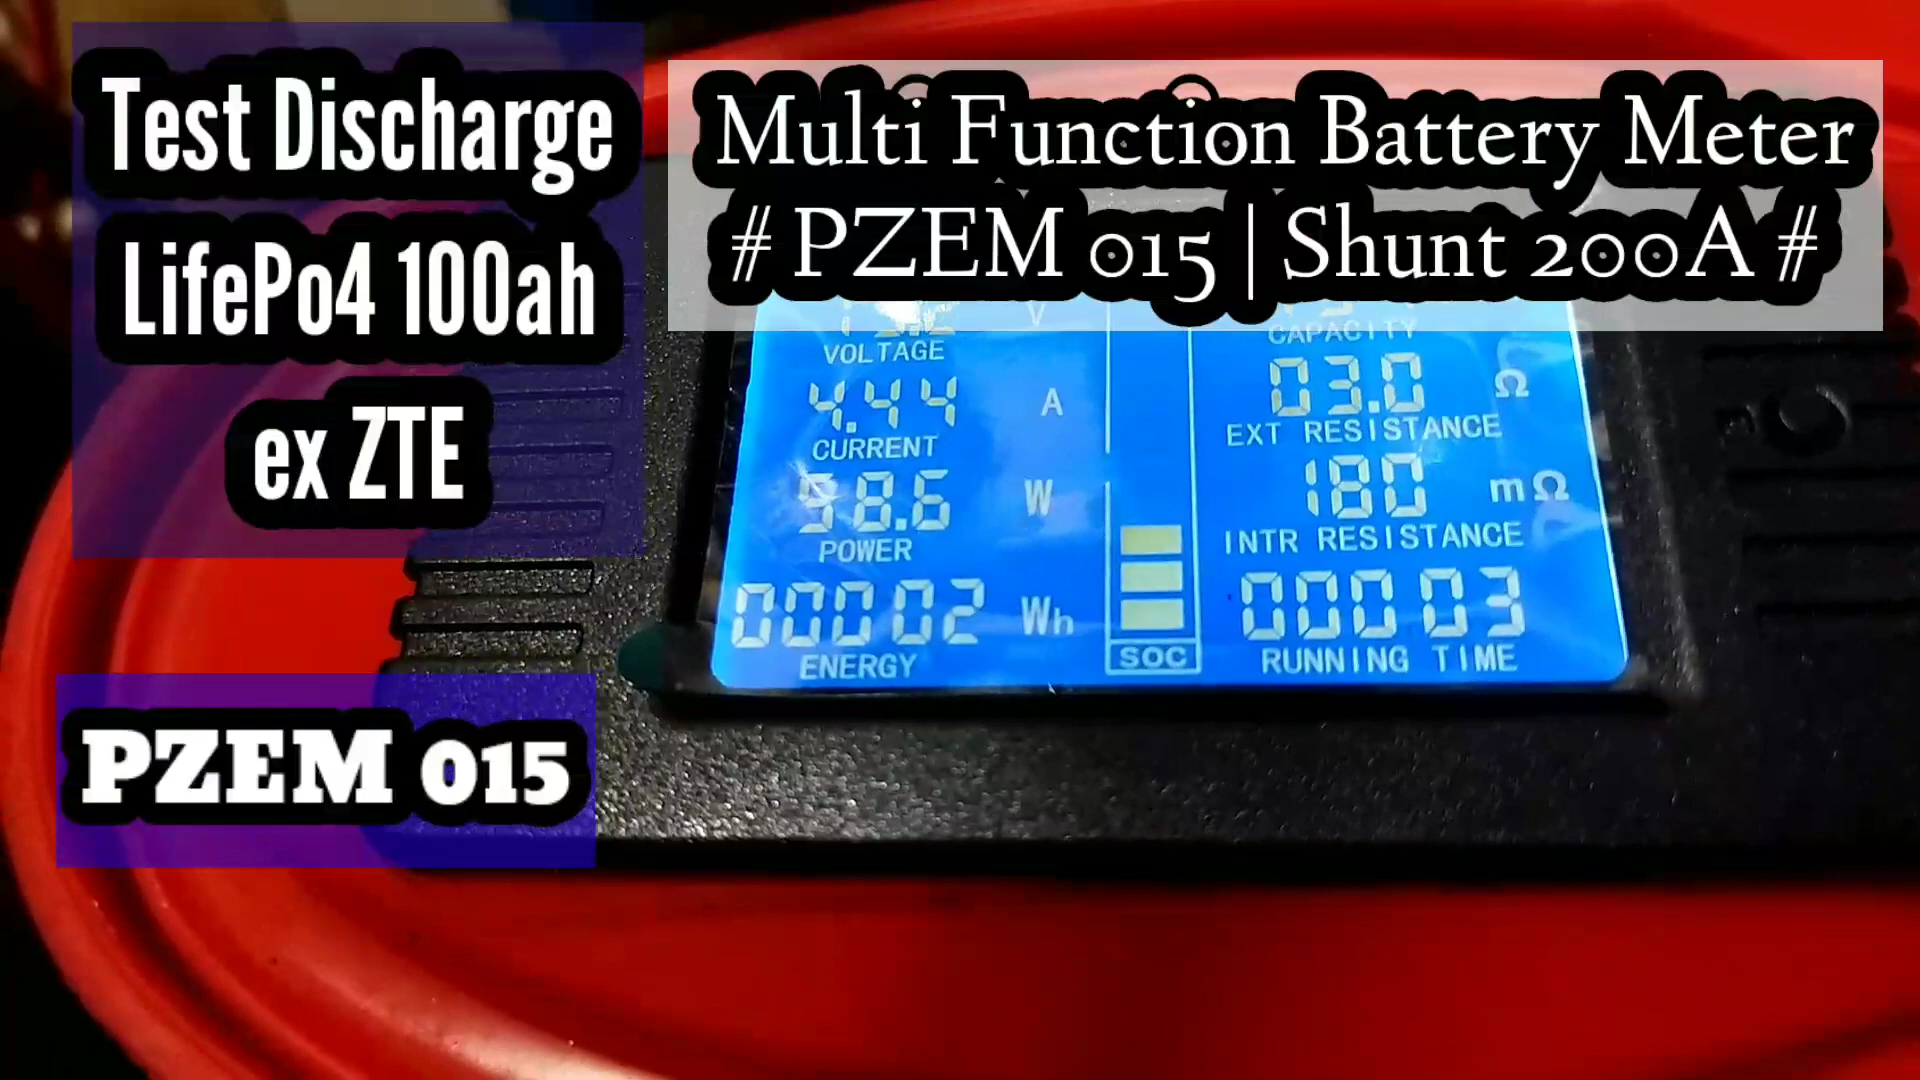 Test Discharge
LifePo4 100ah
ex ZTE
Multi Function Battery Meter
# PZEM 015 | Shunt 200A #
V
VOLTAGE
4.44 A
CURRENT
58.6 W
POWER
00002 Wh
ENERGY
SOC
CAPACITY
03.0 Ω
EXT RESISTANCE
180 mΩ
INTR RESISTANCE
00003
RUNNING TIME
PZEM 015